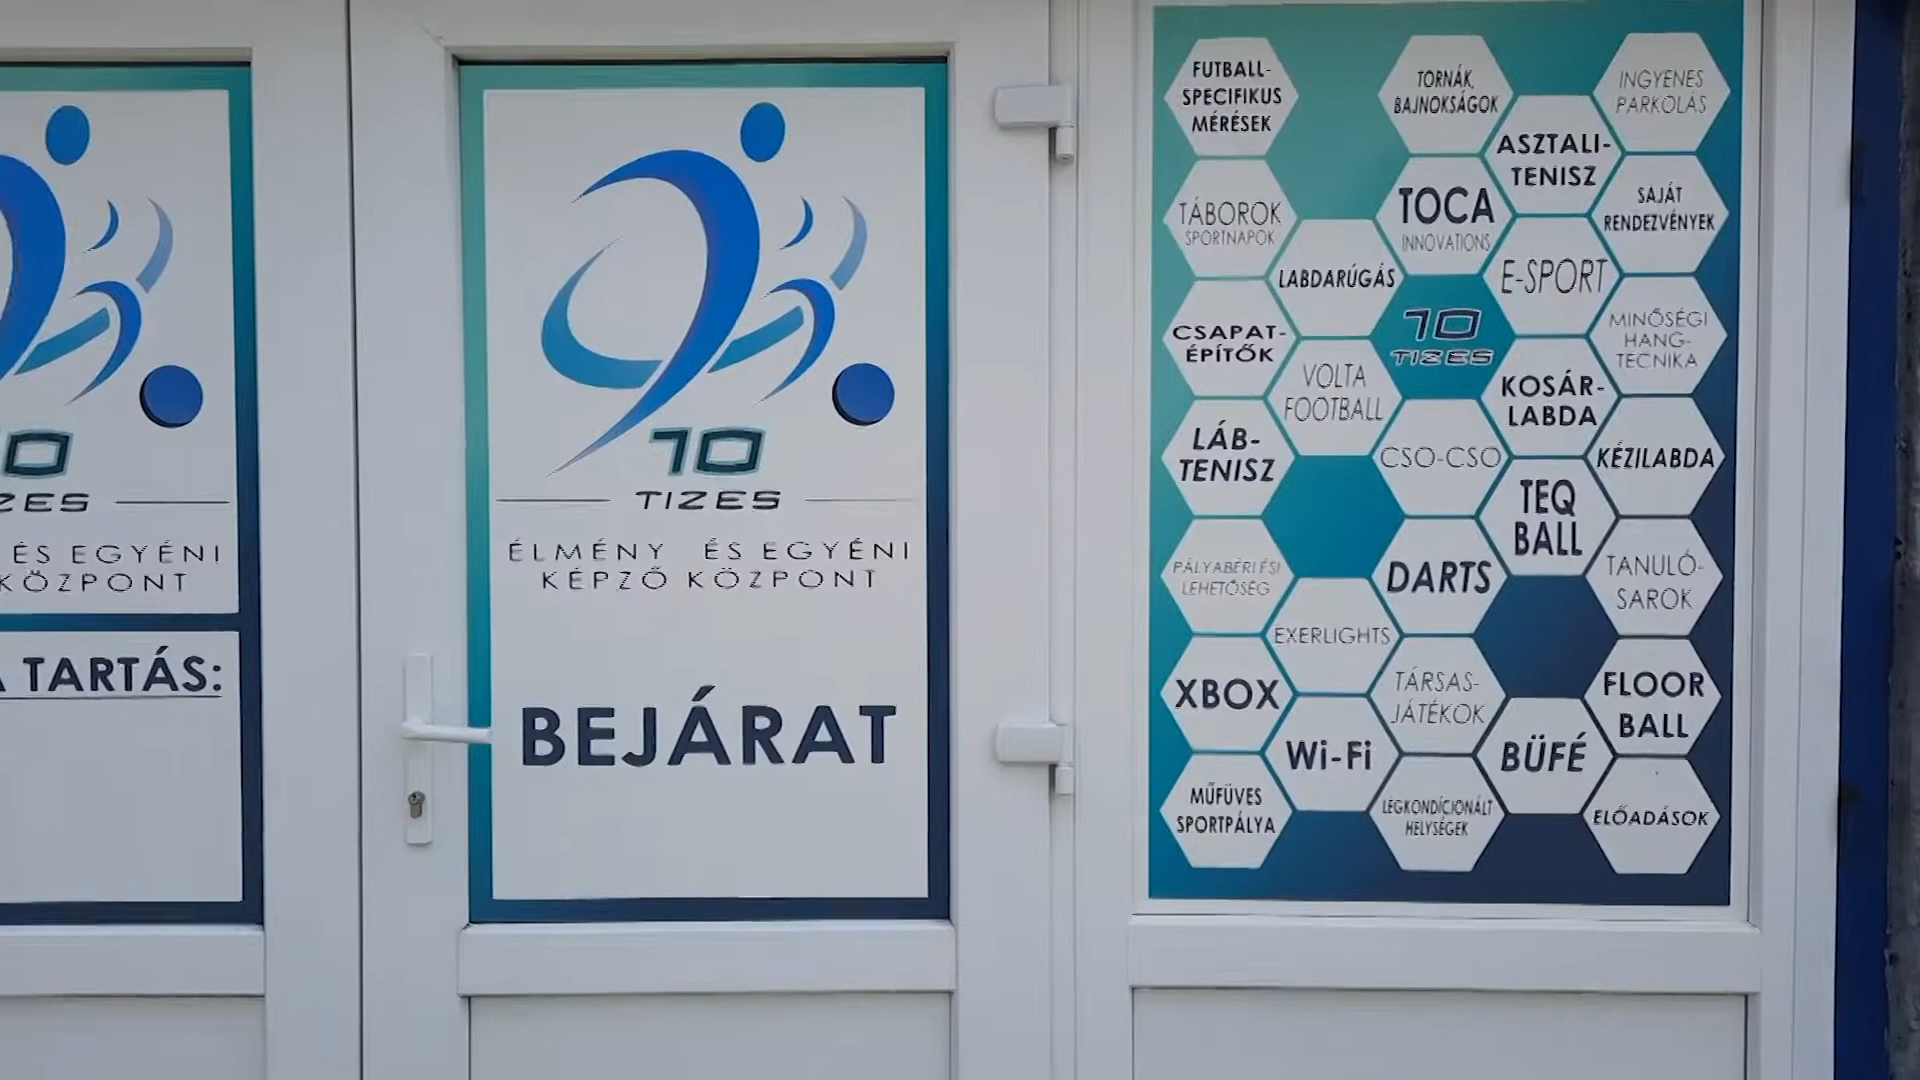 10
ZES
ÉS EGYÉNI
KÖZPONT
TARTÁS:
10
TIZES
ÉLMÉNY ÉS EGYÉNI
KÉPZŐ KÖZPONT
BEJÁRAT
FUTBALL-
SPECIFIKUS
MÉRÉSEK
TÁBOROK
SPORTNAPOK
CSAPAT-
ÉPÍTŐK
LÁB-
TENISZ
PÁLYABÉRLÉSI
LEHETŐSÉG
XBOX
MŰFÜVES
SPORTPÁLYA
LABDARÚGÁS
VOLTA
FOOTBALL
EXERLIGHTS
Wi-Fi
TORNÁK,
BAJNOKSÁGOK
TOCA
INNOVATIONS
10
TIZES
CSO-CSO
DARTS
TÁRSAS-
JÁTÉKOK
LEGKONDÍCIONÁLT
HELYSÉGEK
ASZTALI-
TENISZ
E-SPORT
KOSÁR-
LABDA
TEQ
BALL
BÜFÉ
INGYENES
PARKOLÁS
SAJÁT
RENDEZVÉNYEK
MINŐSÉGI
HANG-
TECNIKA
KÉZILABDA
TANULÓ-
SAROK
FLOOR
BALL
ELŐADÁSOK